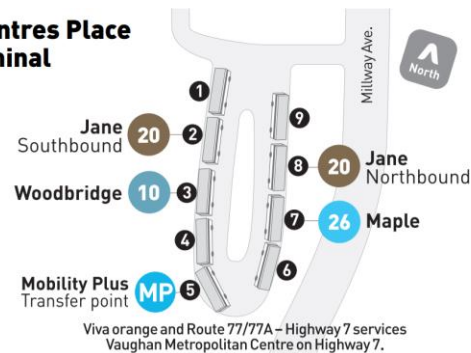 ntres Place
ninal
North
Millway Ave.
1
2
3
4
5
6
7
8
9
Jane
Southbound
20
Woodbridge
10
Mobility Plus
Transfer point
MP
20
Jane
Northbound
26
Maple
Viva orange and Route 77/77A – Highway 7 services
Vaughan Metropolitan Centre on Highway 7.